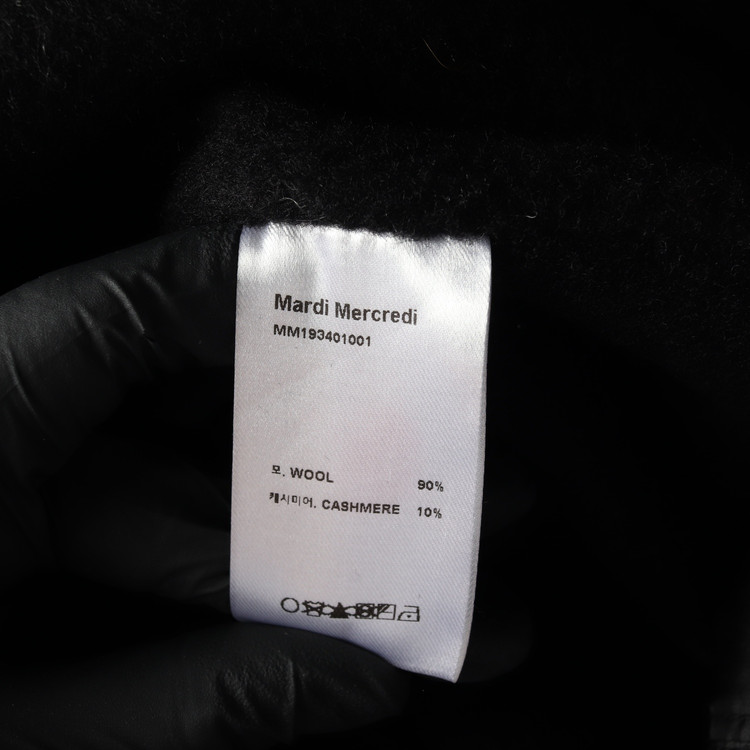 Mardi Mercredi
MM193401001
모. WOOL 90%
캐시미어. CASHMERE 10%